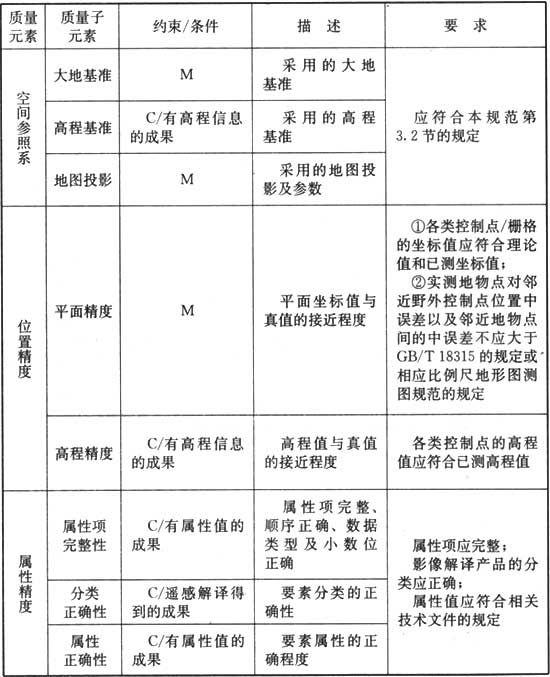 质量
元素
质量子
元素
约束/条件
描 述
要 求
空间参照系
大地基准
M
采用的大地
基准
应符合本规范第
3.2节的规定
高程基准
C/有高程信息
的成果
采用的高程
基准
地图投影
M
采用的地图投
影及参数
位置精度
平面精度
M
平面坐标值与
真值的接近程度
①各类控制点/栅格
的坐标值应符合理论
值和已测坐标值;
②实测地物点对邻
近野外控制点位置中
误差以及邻近地物点
间的中误差不应大于
GB/T 18315的规定或
相应比例尺地形图测
图规范的规定
高程精度
C/有高程信息
的成果
高程值与真值
的接近程度
各类控制点的高程
值应符合已测高程值
属性精度
属性项
完整性
C/有属性值的
成果
属性项完整、
顺序正确、数据
类型及小数位
正确
属性项应完整;
影像解译产品的分
类应正确;
属性值应符合相关
技术文件的规定
分类
正确性
C/遥感解译得
到的成果
要素分类的正
确性
属性
正确性
C/有属性值的
成果
要素属性的正
确程度